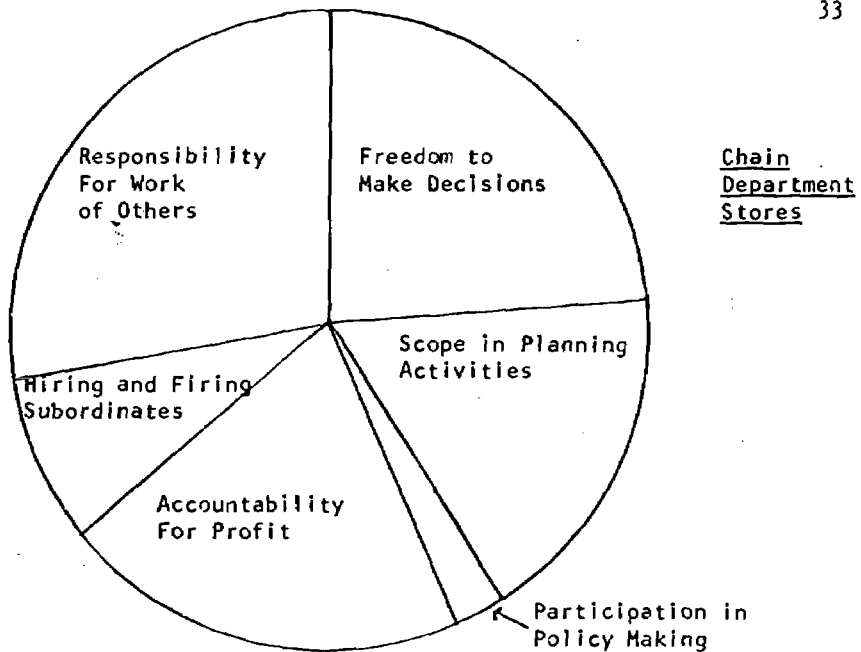 33
Responsibility
For Work
of Others
Freedom to
Make Decisions
Chain
Department
Stores
Scope in Planning
Activities
Hiring and Firing
Subordinates
Accountability
For Profit
Participation in
Policy Making